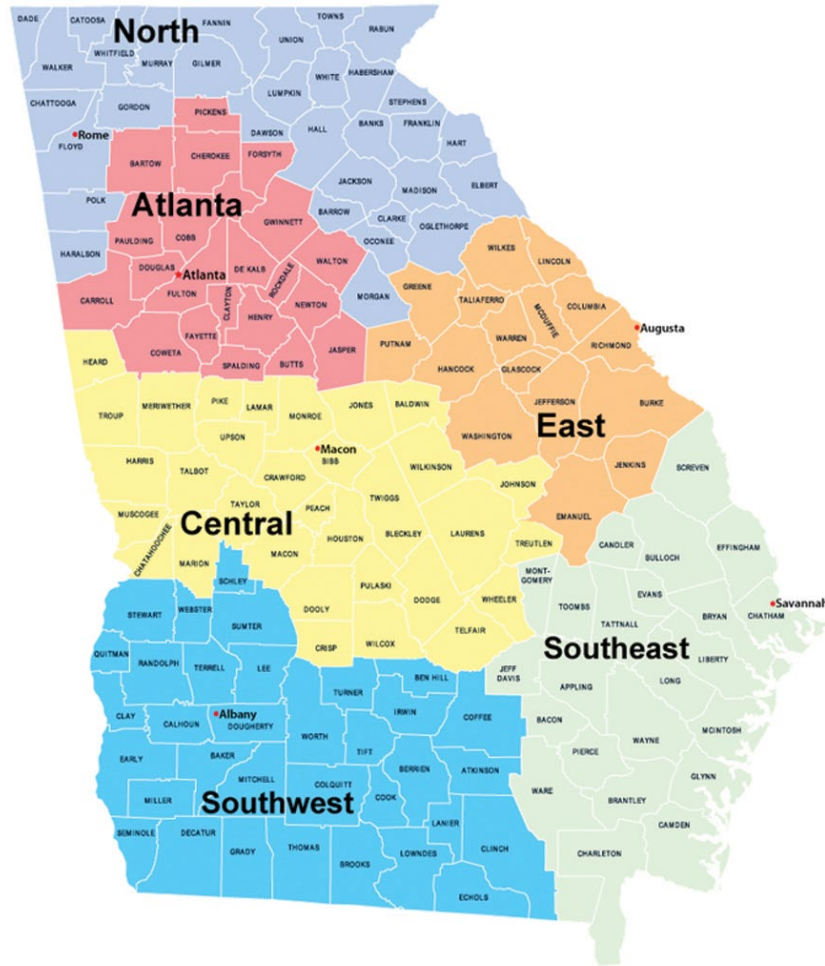 DADE
CATOOSA
FANNIN
TOWNS
RABUN
North
UNION
WHITFIELD
MURRAY
GILMER
WALKER
WHITE
HABERSHAM
LUMPKIN
CHATTOOGA
GORDON
PICKENS
STEPHENS
DAWSON
HALL
BANKS
FRANKLIN
Rome
FLOYD
HART
BARTOW
CHEROKEE
FORSYTH
JACKSON
MADISON
ELBERT
POLK
Atlanta
GWINNETT
BARROW
CLARKE
OGLETHORPE
OCONEE
PAULDING
COBB
HARALSON
WALTON
WILKES
LINCOLN
DOUGLAS
Atlanta
DE KALB
ROCKDALE
CARROLL
FULTON
CLAYTON
NEWTON
MORGAN
GREENE
TALIAFERRO
MCDUFFIE
COLUMBIA
HENRY
FAYETTE
Augusta
COWETA
SPALDING
BUTTS
JASPER
PUTNAM
WARREN
RICHMOND
HEARD
HANCOCK
GLASCOCK
TROUP
MERIWETHER
PIKE
LAMAR
MONROE
JONES
BALDWIN
JEFFERSON
BURKE
East
UPSON
WASHINGTON
Macon
BIBB
HARRIS
TALBOT
CRAWFORD
WILKINSON
JENKINS
SCREVEN
JOHNSON
TWIGGS
MUSCOGEE
TAYLOR
PEACH
EMANUEL
Central
CHATAHOOCHEE
MARION
MACON
HOUSTON
BLECKLEY
LAURENS
TREUTLEN
CANDLER
BULLOCH
EFFINGHAM
SCHLEY
PULASKI
MONT-
GOMERY
STEWART
WEBSTER
DOOLY
DODGE
WHEELER
TOOMBS
EVANS
Savannah
SUMTER
TATTNALL
BRYAN
CHATHAM
TELFAIR
CRISP
WILCOX
Southeast
QUITMAN
RANDOLPH
TERRELL
LEE
LIBERTY
BEN HILL
JEFF
DAVIS
LONG
TURNER
APPLING
CLAY
CALHOUN
Albany
DOUGHERTY
IRWIN
COFFEE
BACON
WORTH
TIFT
WAYNE
MCINTOSH
EARLY
BAKER
PIERCE
BERRIEN
ATKINSON
MITCHELL
COLQUITT
GLYNN
MILLER
Southwest
COOK
WARE
BRANTLEY
SEMINOLE
DECATUR
LANIER
CAMDEN
GRADY
THOMAS
BROOKS
LOWNDES
CLINCH
CHARLETON
ECHOLS